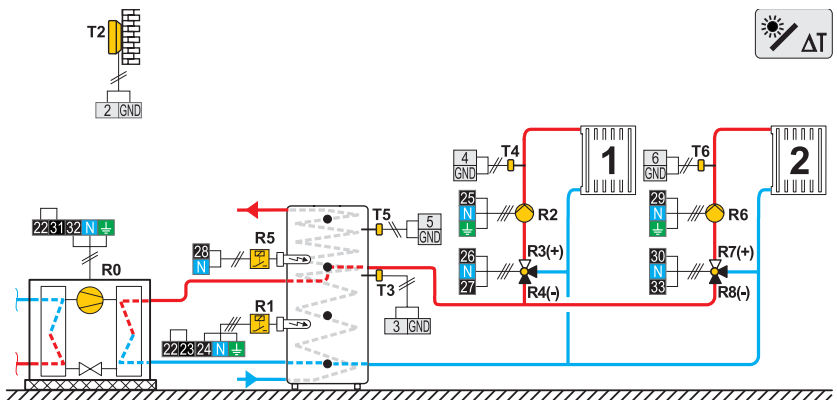 T2
ΔT
2 GND
4
GND
T4
1
6
GND
T6
2
25
N
R2
29
N
R6
T5
5
GND
22 31 32 N
R0
28
N
R5
26
N
27
R3(+)
R4(-)
30
N
33
R7(+)
R8(-)
T3
R1
3 GND
22 23 24 N